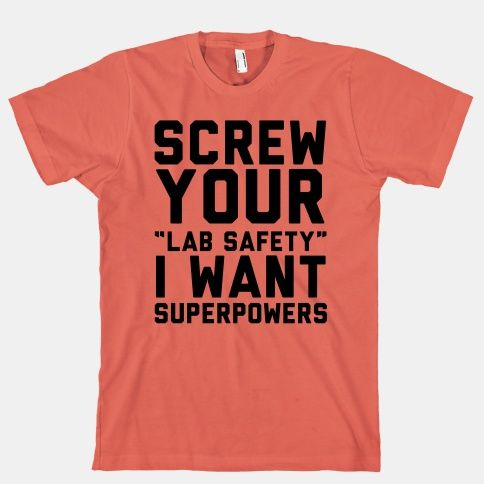 SCREW
YOUR
“LAB SAFETY”
I WANT
SUPERPOWERS